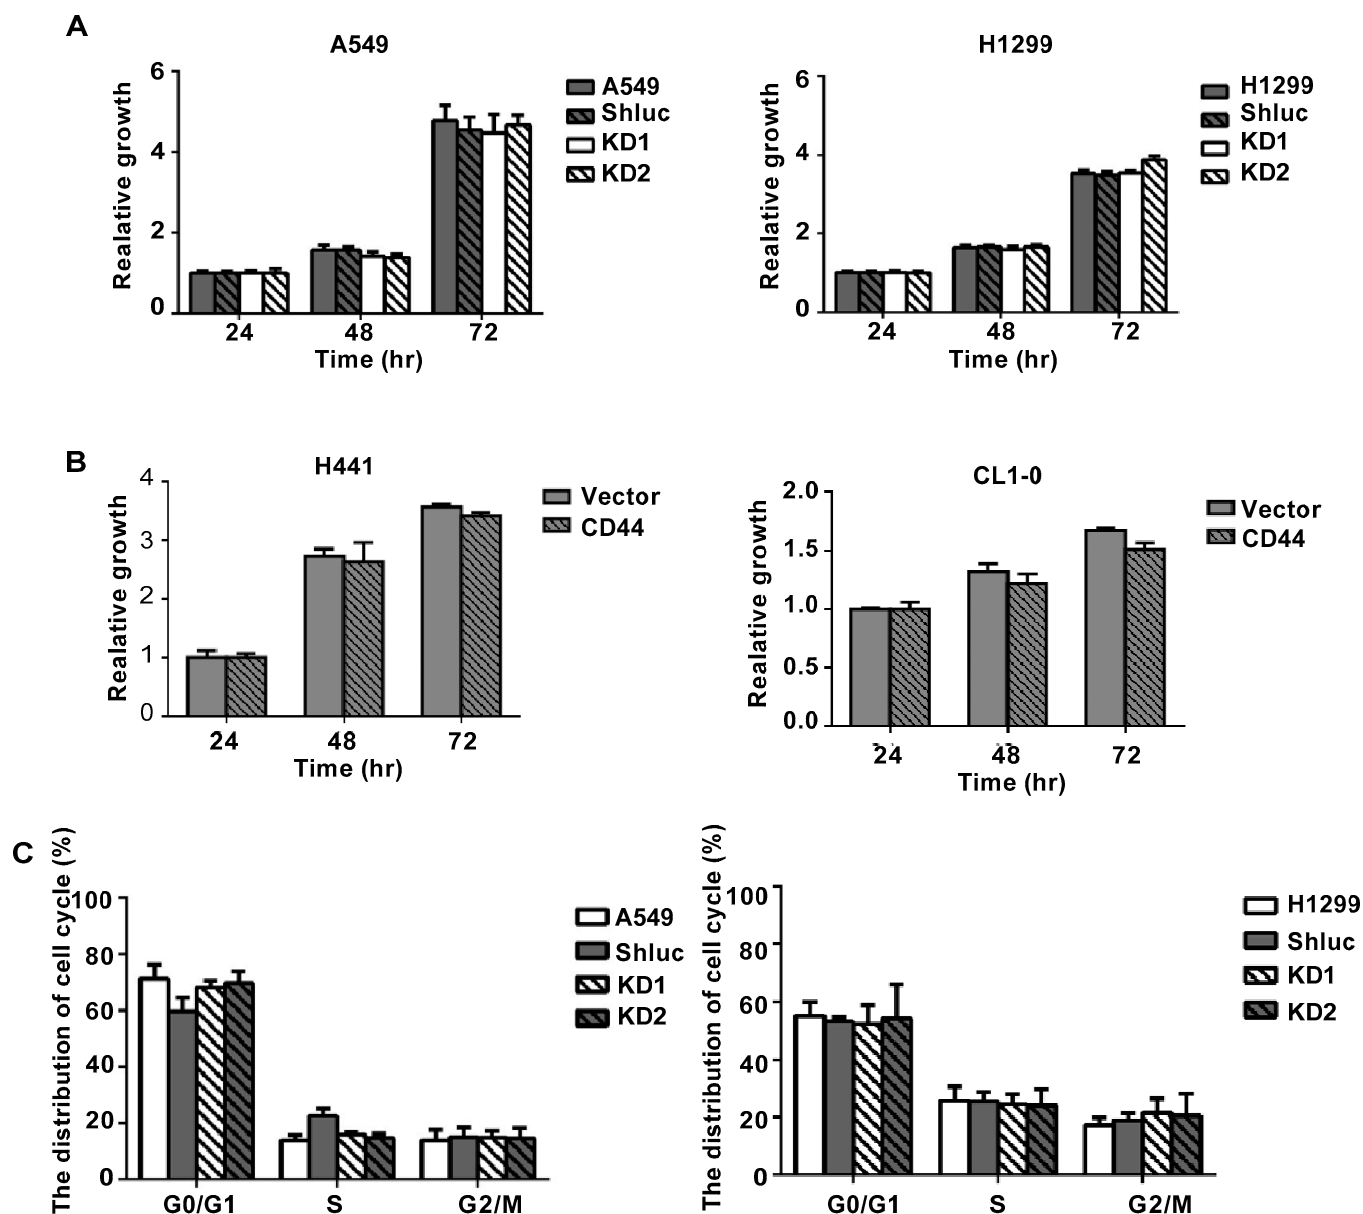 A
A549
Realative growth
6
4
2
0
24 48 72
Time (hr)
A549
Shluc
KD1
KD2
H1299
Realative growth
6
4
2
0
24 48 72
Time (hr)
H1299
Shluc
KD1
KD2
B
H441
Realative growth
4
3
2
1
0
24 48 72
Time (hr)
Vector
CD44
CL1-0
Realative growth
2.0
1.5
1.0
0.5
0.0
24 48 72
Time (hr)
Vector
CD44
C
The distribution of cell cycle (%)
100
80
60
40
20
0
G0/G1 S G2/M
A549
Shluc
KD1
KD2
The distribution of cell cycle (%)
100
80
60
40
20
0
G0/G1 S G2/M
H1299
Shluc
KD1
KD2